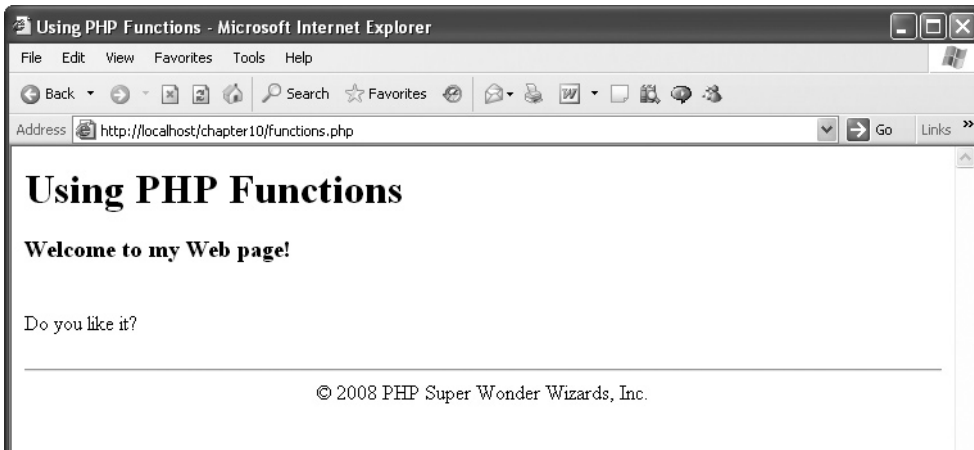 Using PHP Functions - Microsoft Internet Explorer
File Edit View Favorites Tools Help
Back Search Favorites W
Address http://localhost/chapter10/functions.php Go Links »
Using PHP Functions
Welcome to my Web page!
Do you like it?
© 2008 PHP Super Wonder Wizards, Inc.